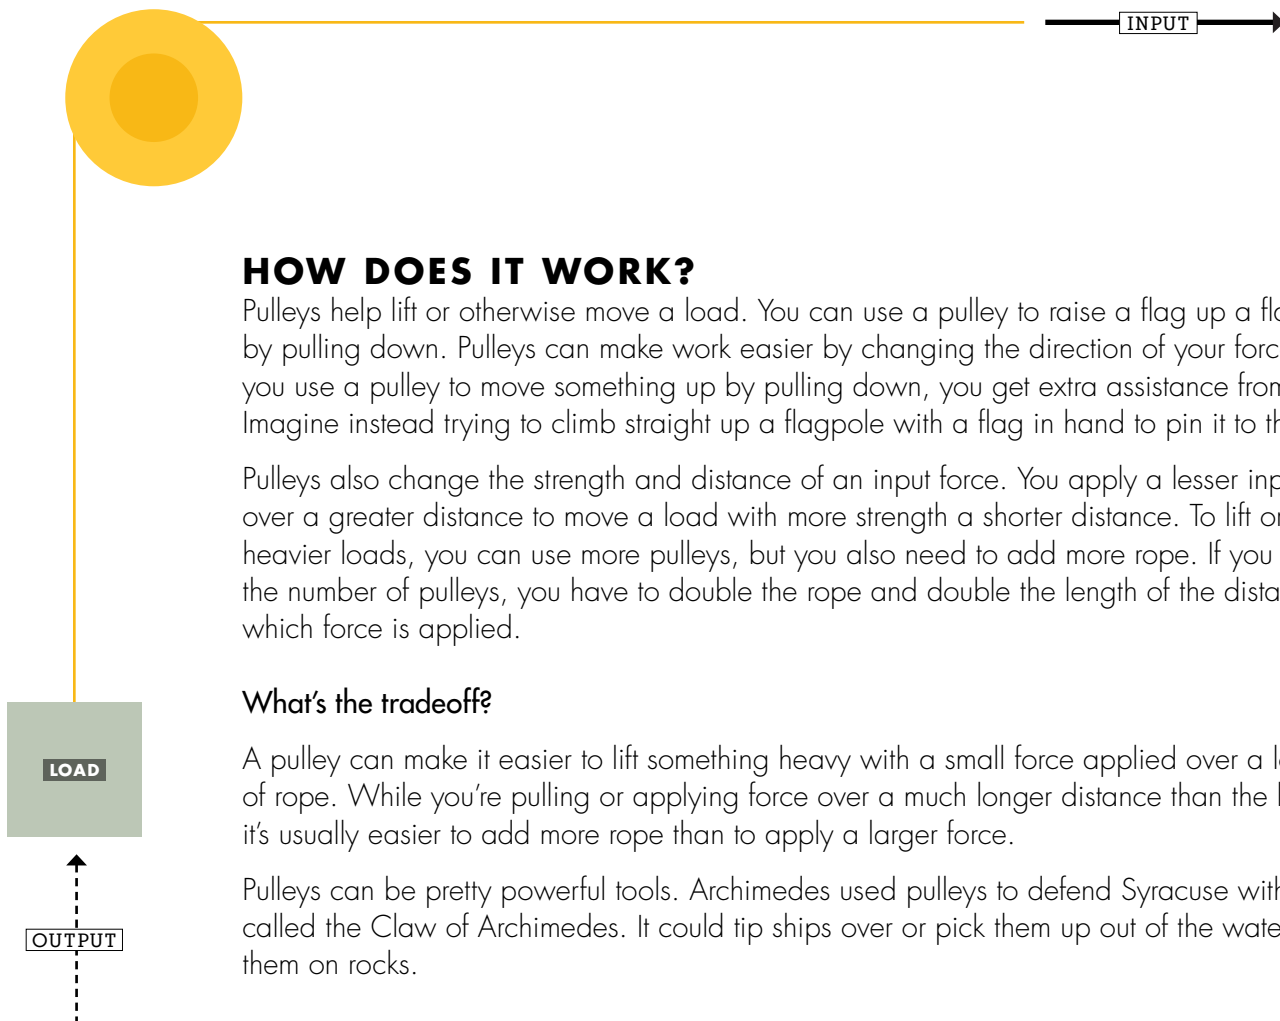 INPUT
HOW DOES IT WORK?
Pulleys help lift or otherwise move a load. You can use a pulley to raise a flag up a
by pulling down. Pulleys can make work easier by changing the direction of your
you use a pulley to move something up by pulling down, you get extra assistance
Imagine instead trying to climb straight up a flagpole with a flag in hand to pin it to
Pulleys also change the strength and distance of an input force. You apply a lesser
over a greater distance to move a load with more strength a shorter distance. To lift
heavier loads, you can use more pulleys, but you also need to add more rope. If you
the number of pulleys, you have to double the rope and double the length of the
which force is applied.
What's the tradeoff?
A pulley can make it easier to lift something heavy with a small force applied over a
LOAD
of rope. While you're pulling or applying force over a much longer distance than the
it's usually easier to add more rope than to apply a larger force.
Pulleys can be pretty powerful tools. Archimedes used pulleys to defend Syracuse
called the Claw of Archimedes. It could tip ships over or pick them up out of the
OUTPUT
them on rocks.